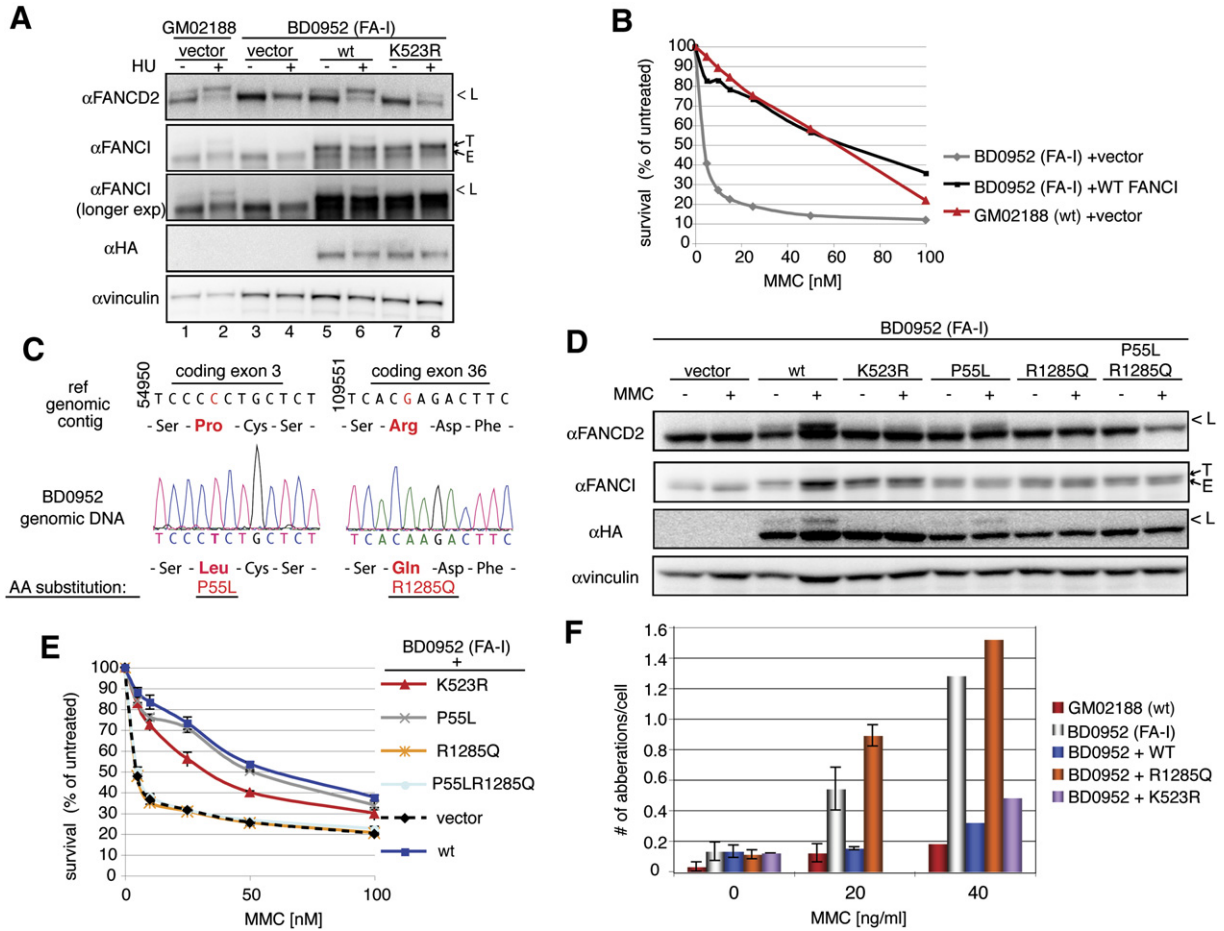 A
GM02188 BD0952 (FA-I)
vector vector wt K523R
HU - + - + - + - +
αFANCD2 < L
αFANCI T
E
αFANCI < L
(longer exp)
αHA
αvinculin
1 2 3 4 5 6 7 8
B
survival (% of untreated)
100
90
80
70
60
50
40
30
20
10
0
0 20 40 60 80 100
MMC [nM]
BD0952 (FA-I) +vector
BD0952 (FA-I) +WT FANCI
GM02188 (wt) +vector
C
ref
genomic
contig
54950 coding exon 3 109551 coding exon 36
T C C C C C T G C T C T T C A C G A G A C T T C
- Ser - Pro - Cys - Ser - - Ser - Arg - Asp - Phe -
BD0952
genomic DNA
T C C C T C T G C T C T T C A C A A G A C T T C
- Ser - Leu - Cys - Ser - - Ser - Gln - Asp - Phe -
AA substitution: P55L R1285Q
D
BD0952 (FA-I)
vector wt K523R P55L R1285Q P55L
R1285Q
MMC - + - + - + - + - + - +
αFANCD2 < L
αFANCI T
E
αHA < L
αvinculin
E
survival (% of untreated)
100
90
80
70
60
50
40
30
20
10
0
0 50 100
MMC [nM]
BD0952 (FA-I)
+
K523R
P55L
R1285Q
P55LR1285Q
vector
wt
F
# of abberations/cell
1.6
1.4
1.2
1.0
0.8
0.6
0.4
0.2
0
0 20 40
MMC [ng/ml]
GM02188 (wt)
BD0952 (FA-I)
BD0952 + WT
BD0952 + R1285Q
BD0952 + K523R